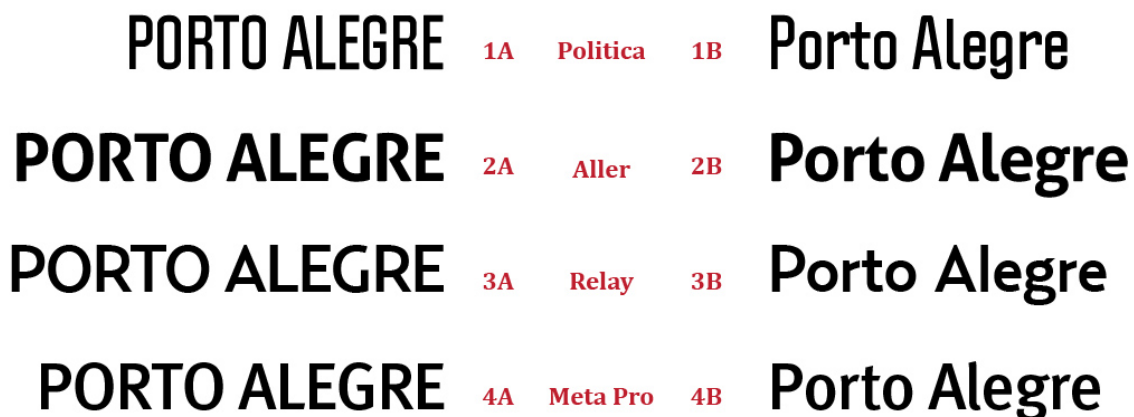 PORTO ALEGRE 1A Politica 1B Porto Alegre
PORTO ALEGRE 2A Aller 2B Porto Alegre
PORTO ALEGRE 3A Relay 3B Porto Alegre
PORTO ALEGRE 4A Meta Pro 4B Porto Alegre